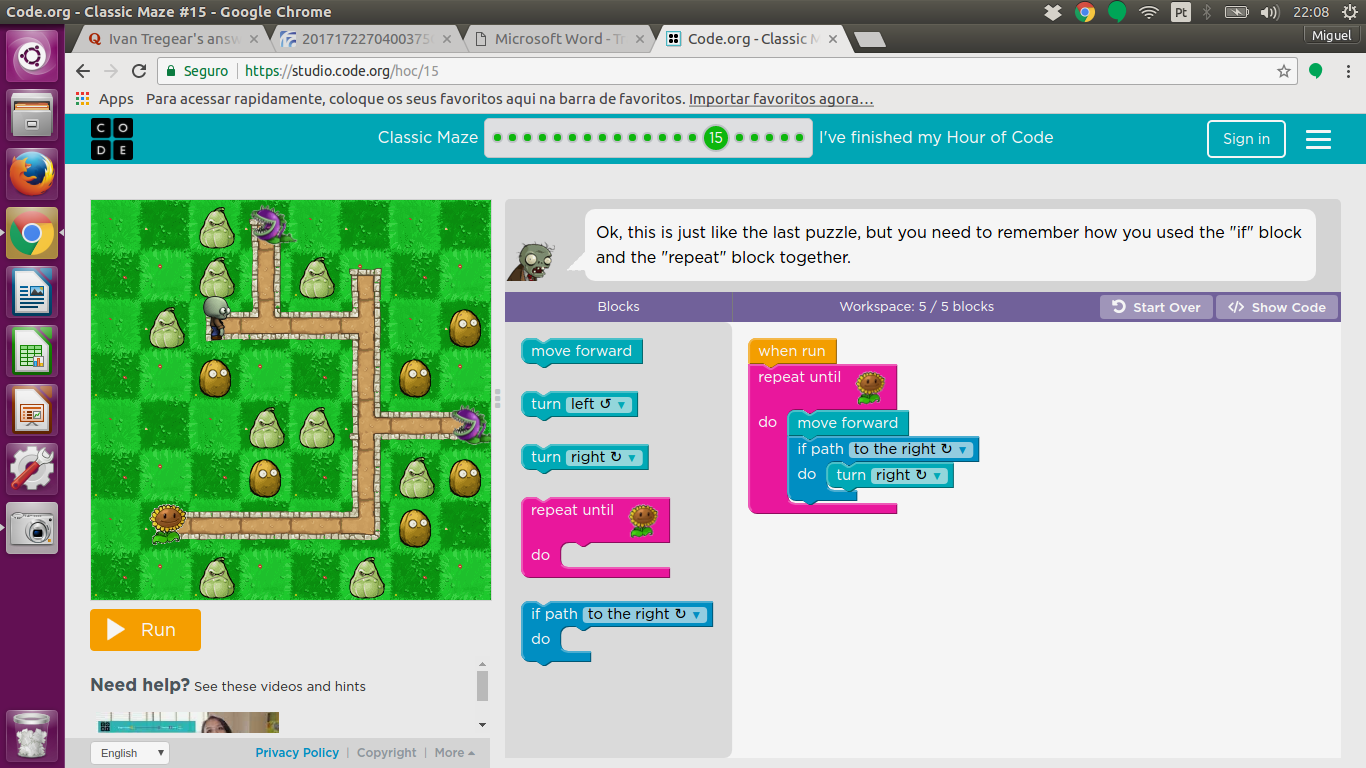 Code.org - Classic Maze #15 - Google Chrome
Pt
22:08
Ivan Tregear's answ
Microsoft Word - Tr
Code.org - Classic M
Miguel
Seguro
https://studio.code.org/hoc/15
Apps
Para acessar rapidamente, coloque os seus favoritos aqui na barra de favoritos. Importar favoritos agora…
C O
D E
Classic Maze
15
I've finished my Hour of Code
Sign in
Ok, this is just like the last puzzle, but you need to remember how you used the "if" block
and the "repeat" block together.
Blocks
Workspace: 5 / 5 blocks
Start Over
Show Code
move forward
turn left ↺ ▾
turn right ↻ ▾
repeat until
do
if path to the right ↻ ▾
do
when run
repeat until
do
move forward
if path to the right ↻ ▾
do turn right ↻ ▾
Run
Need help? See these videos and hints
English
Privacy Policy | Copyright | More